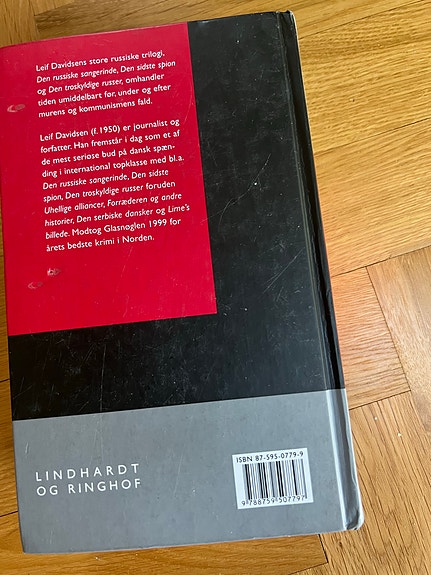 Leif Davidsens store russiske trilogi,
Den russiske sangerinde, Den sidste spion
og Den troskyldige russer, omhandler
tiden umiddelbart før, under og efter
murens og kommunismens fald.
Leif Davidsen (f. 1950) er journalist og
forfatter. Han fremstår i dag som et af
de mest seriøse bud på dansk spæn-
ding i international topklasse med bl.a.
Den russiske sangerinde, Den sidste
spion, Den troskyldige russer foruden
Uhellige alliancer, Forræderen og andre
historier, Den serbiske dansker og Lime's
billede. Modtog Glasnøglen 1999 for
årets bedste krimi i Norden.
LINDHARDT
OG RINGHOF
ISBN 87-595-0779-9
9 788759 507797